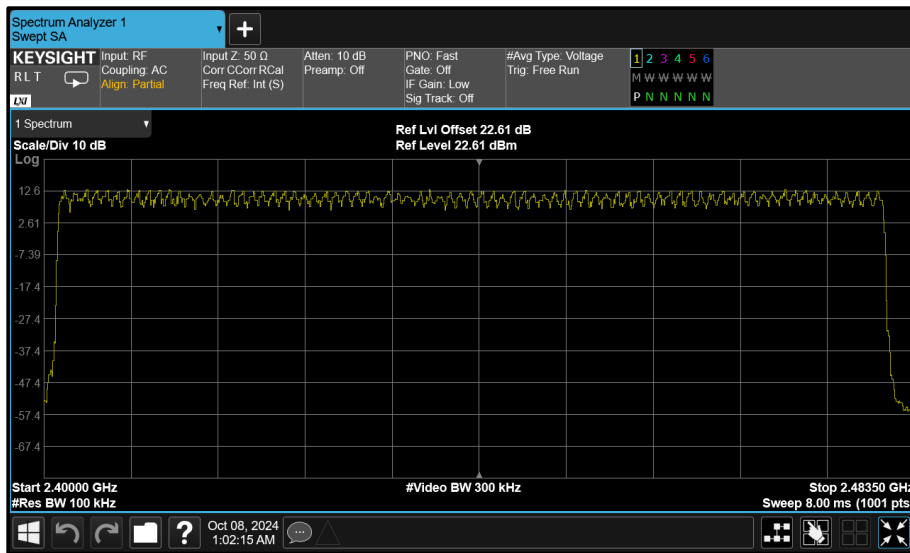 Spectrum Analyzer 1
Swept SA
KEYSIGHT
RLT
LXI
Input: RF
Coupling: AC
Align: Partial
Input Z: 50 Ω
Corr CCorr RCal
Freq Ref: Int (S)
Atten: 10 dB
Preamp: Off
PNO: Fast
Gate: Off
IF Gain: Low
Sig Track: Off
#Avg Type: Voltage
Trig: Free Run
1 2 3 4 5 6
M W W W W W
P N N N N N
1 Spectrum
Scale/Div 10 dB
Ref Lvl Offset 22.61 dB
Ref Level 22.61 dBm
Log
12.6
2.61
-7.39
-17.4
-27.4
-37.4
-47.4
-57.4
-67.4
Start 2.40000 GHz
#Video BW 300 kHz
Stop 2.48350 GHz
#Res BW 100 kHz
Sweep 8.00 ms (1001 pts
?
Oct 08, 2024
1:02:15 AM